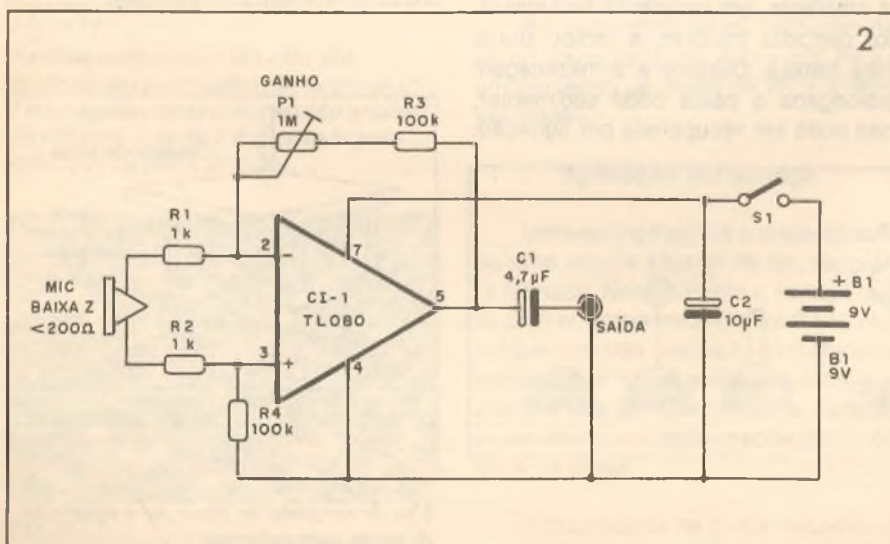 2
GANHO
P1
1M
R3
100k
R1
1k
2
7
MIC
BAIXA Z
<200Ω
CI-1
TLOBO
5
C1
4,7µF
SAÍDA
S1
+ B1
9V
C2
10µF
B1
9V
R2
1k
3
4
R4
100k